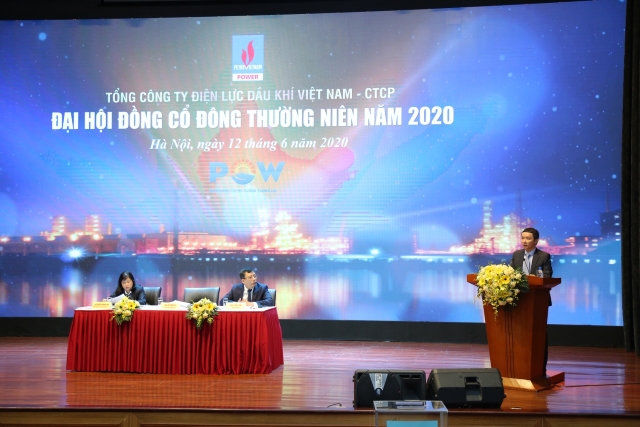 PETROVIETNAM
POWER
TỔNG CÔNG TY ĐIỆN LỰC DẦU KHÍ VIỆT NAM - CTCP
ĐẠI HỘI ĐỒNG CỔ ĐÔNG THƯỜNG NIÊN NĂM 2020
Hà Nội, ngày 12 tháng 6 năm 2020
POW